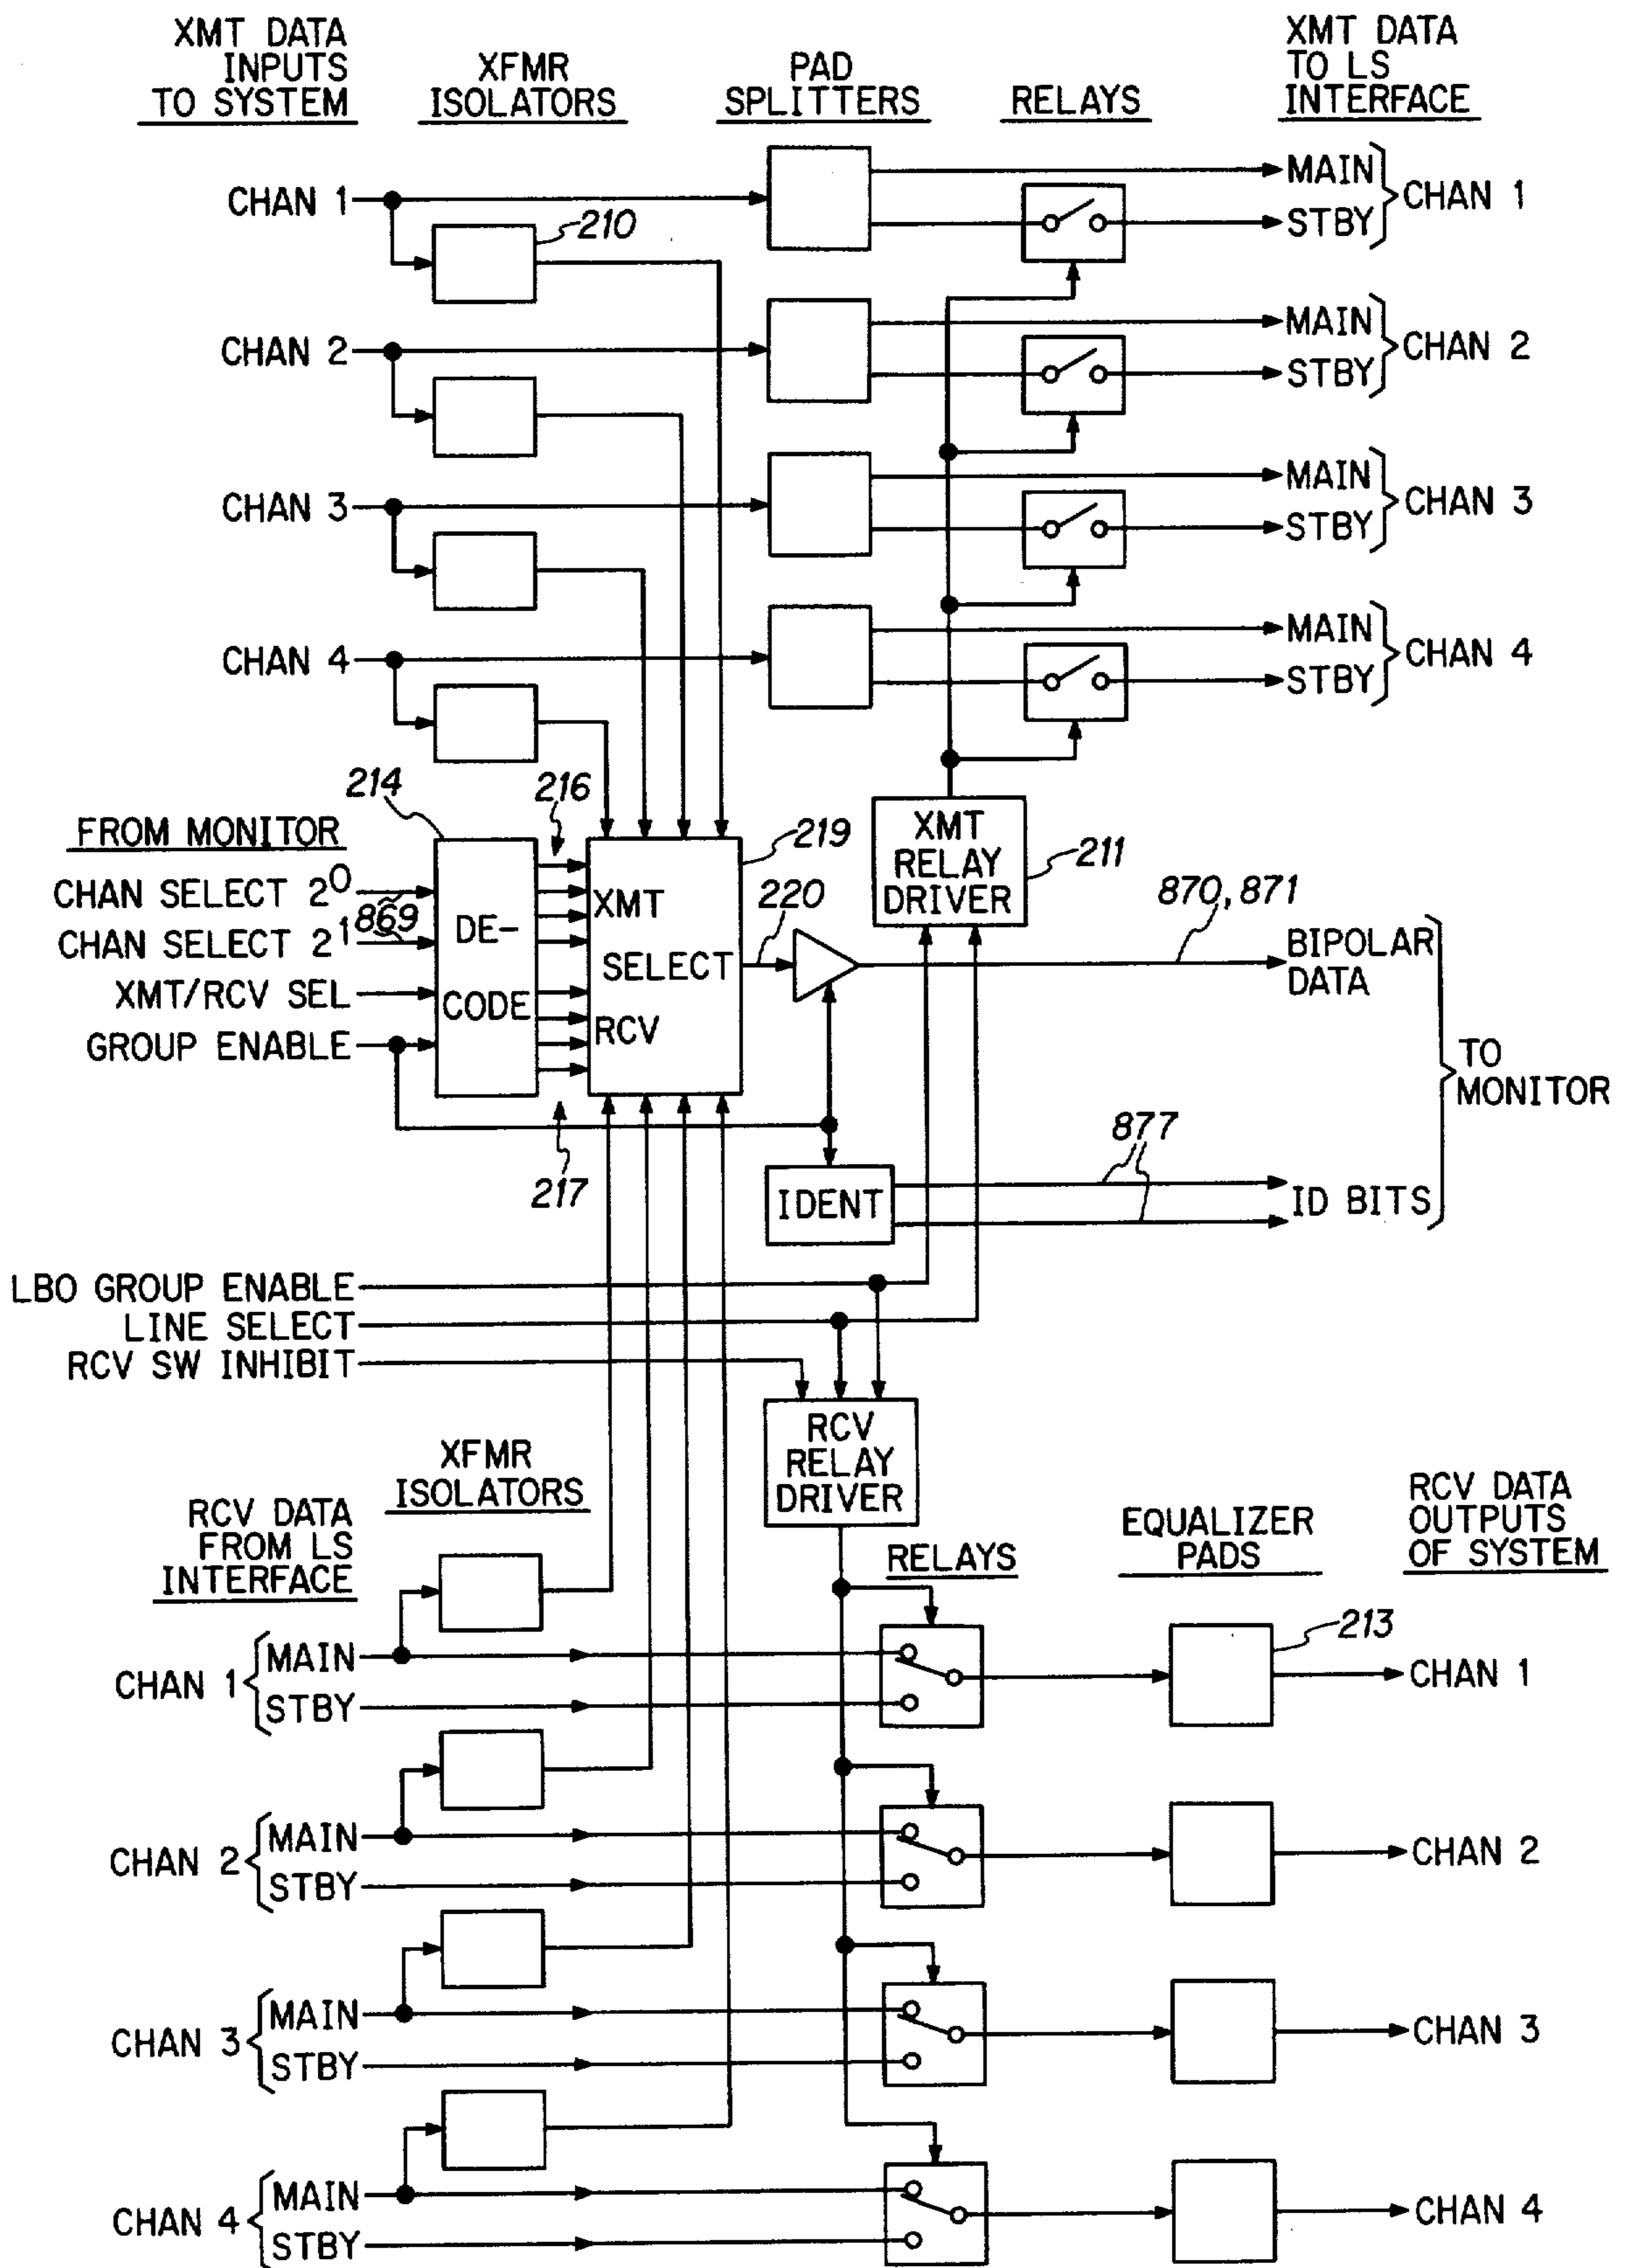 XMT DATA
INPUTS
TO SYSTEM
XFMR
ISOLATORS
PAD
SPLITTERS
RELAYS
XMT DATA
TO LS
INTERFACE
CHAN 1
210
MAIN
STBY
CHAN 1
CHAN 2
MAIN
STBY
CHAN 2
CHAN 3
MAIN
STBY
CHAN 3
CHAN 4
MAIN
STBY
CHAN 4
FROM MONITOR
CHAN SELECT 2⁰
869
CHAN SELECT 2¹
XMT/RCV SEL
GROUP ENABLE
214
DE-
CODE
216
217
XMT
SELECT
RCV
219
220
XMT
RELAY
DRIVER
211
870, 871
BIPOLAR
DATA
IDENT
877
ID BITS
TO
MONITOR
LBO GROUP ENABLE
LINE SELECT
RCV SW INHIBIT
RCV
RELAY
DRIVER
RCV DATA
FROM LS
INTERFACE
XFMR
ISOLATORS
RELAYS
EQUALIZER
PADS
RCV DATA
OUTPUTS
OF SYSTEM
CHAN 1
MAIN
STBY
213
CHAN 1
CHAN 2
MAIN
STBY
CHAN 2
CHAN 3
MAIN
STBY
CHAN 3
CHAN 4
MAIN
STBY
CHAN 4